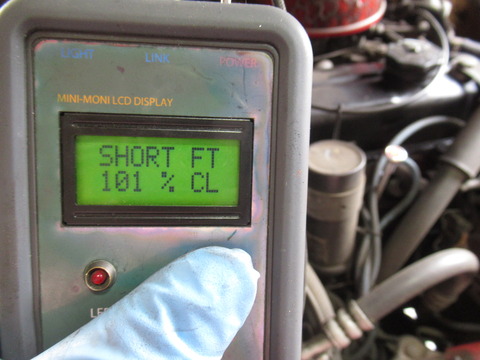 LIGHT LINK POWER
MINI-MONI LCD DISPLAY
SHORT FT
101 % CL